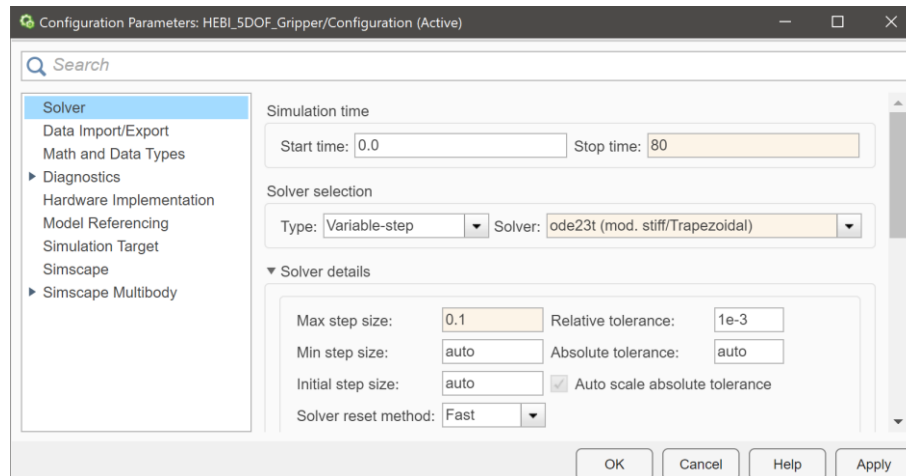 Configuration Parameters: HEBI_5DOF_Gripper/Configuration (Active)
Search
Solver
Data Import/Export
Math and Data Types
Diagnostics
Hardware Implementation
Model Referencing
Simulation Target
Simscape
Simscape Multibody
Simulation time
Start time: 0.0 Stop time: 80
Solver selection
Type: Variable-step Solver: ode23t (mod. stiff/Trapezoidal)
Solver details
Max step size: 0.1 Relative tolerance: 1e-3
Min step size: auto Absolute tolerance: auto
Initial step size: auto Auto scale absolute tolerance
Solver reset method: Fast
OK Cancel Help Apply